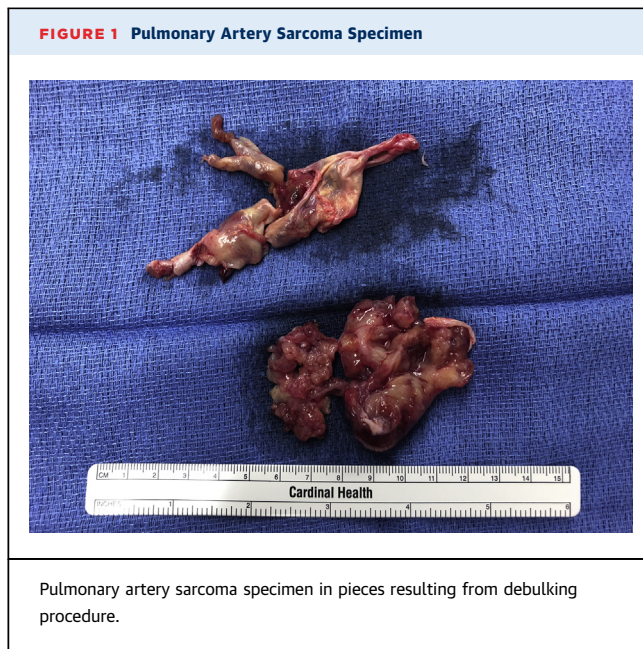 FIGURE 1 Pulmonary Artery Sarcoma Specimen
CM 1 2 3 4 5 6 7 8 9 10 11 12 13 14 15
Cardinal Health
INCHES 1 2 3 4 5 6
Pulmonary artery sarcoma specimen in pieces resulting from debulking
procedure.